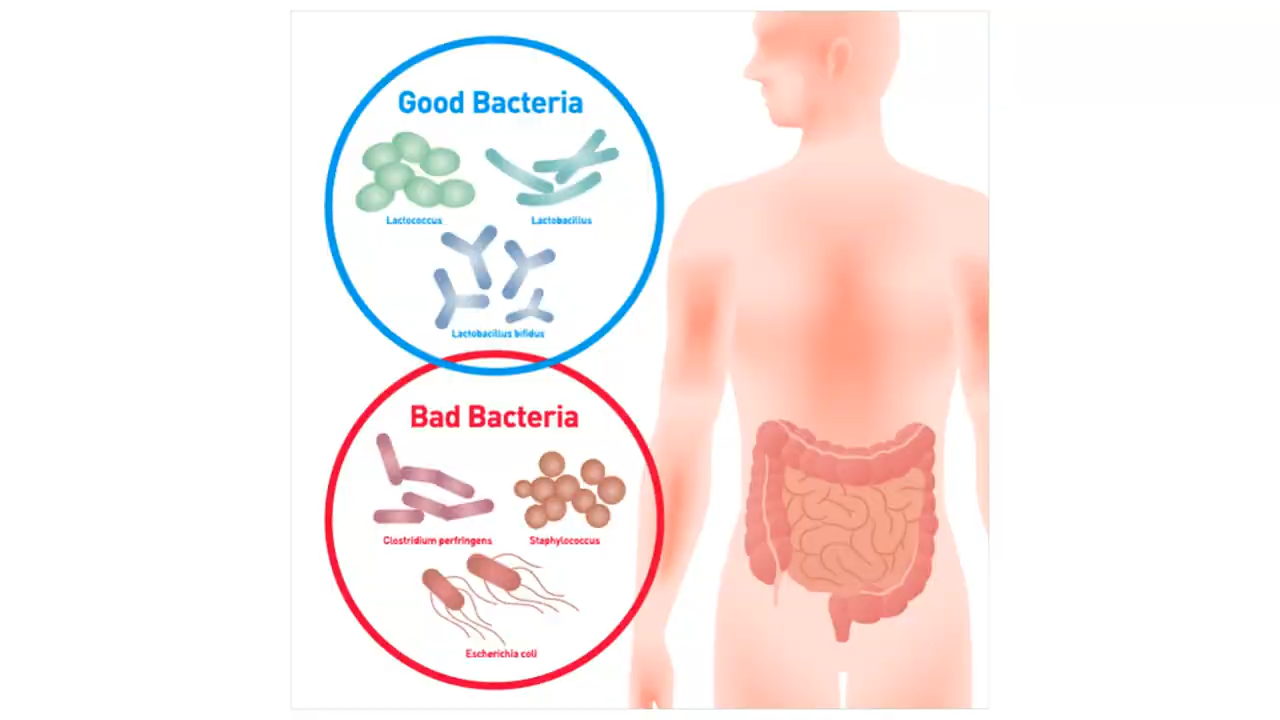 Good Bacteria
Lactococcus
Lactobacillus
Lactobacillus bifidus
Bad Bacteria
Clostridium perfringens
Staphylococcus
Escherichia coli